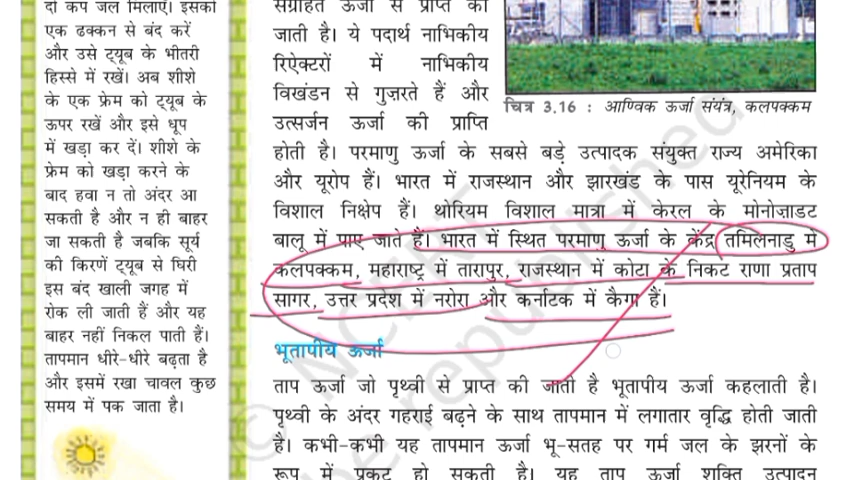 दो कप जल मिलाएँ। इसको
एक ढक्कन से बंद करें
और उसे ट्यूब के भीतरी
हिस्से में रखें। अब शीशे
के एक फ्रेम को ट्यूब के
ऊपर रखें और इसे धूप
में खड़ा कर दें। शीशे के
फ्रेम को खड़ा करने के
बाद हवा न तो अंदर आ
सकती है और न ही बाहर
जा सकती है जबकि सूर्य
की किरणें ट्यूब से घिरी
इस बंद खाली जगह में
रोक ली जाती हैं और यह
बाहर नहीं निकल पाती हैं।
तापमान धीरे-धीरे बढ़ता है
और इसमें रखा चावल कुछ
समय में पक जाता है।
संग्रहित ऊर्जा से प्राप्त की
जाती है। ये पदार्थ नाभिकीय
रिऐक्टरों में नाभिकीय
विखंडन से गुज़रते हैं और
उत्सर्जन ऊर्जा की प्राप्ति
चित्र 3.16 : आण्विक ऊर्जा संयंत्र, कलपक्कम
होती है। परमाणु ऊर्जा के सबसे बड़े उत्पादक संयुक्त राज्य अमेरिका
और यूरोप हैं। भारत में राजस्थान और झारखंड के पास यूरेनियम के
विशाल निक्षेप हैं। थोरियम विशाल मात्रा में केरल के मोनोज़ाडट
बालू में पाए जाते हैं। भारत में स्थित परमाणु ऊर्जा के केंद्र तमिलनाडु में
कलपक्कम, महाराष्ट्र में तारापुर, राजस्थान में कोटा के निकट राणा प्रताप
सागर, उत्तर प्रदेश में नरोरा और कर्नाटक में कैगा हैं।
भूतापीय ऊर्जा
ताप ऊर्जा जो पृथ्वी से प्राप्त की जाती है भूतापीय ऊर्जा कहलाती है।
पृथ्वी के अंदर गहराई बढ़ने के साथ तापमान में लगातार वृद्धि होती जाती
है। कभी-कभी यह तापमान ऊर्जा भू-सतह पर गर्म जल के झरनों के
रूप में प्रकट हो सकती है। यह ताप ऊर्जा शक्ति उत्पादन
© NCERT
be republished